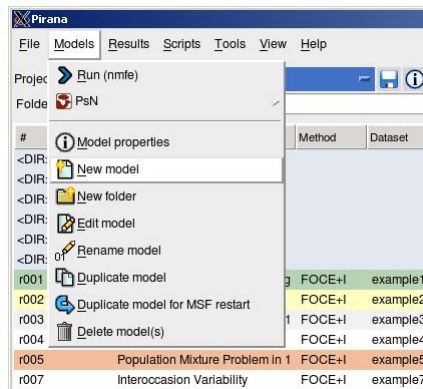 Pirana
File Models Results Scripts Tools View Help
Projec
Run (nmfe)
Folde
PsN
# Method Dataset
Model properties
<DIR:
New model
<DIR:
<DIR:
New folder
<DIR:
Edit model
<DIR:
Rename model
<DIR:
r001 Duplicate model g FOCE+I example1
r002 Duplicate model for MSF restart FOCE+I example2
r003 1 FOCE+I example3
r004 Delete model(s) FOCE+I example4
r005 Population Mixture Problem in 1 FOCE+I example5
r007 Interoccasion Variability FOCE+I example7